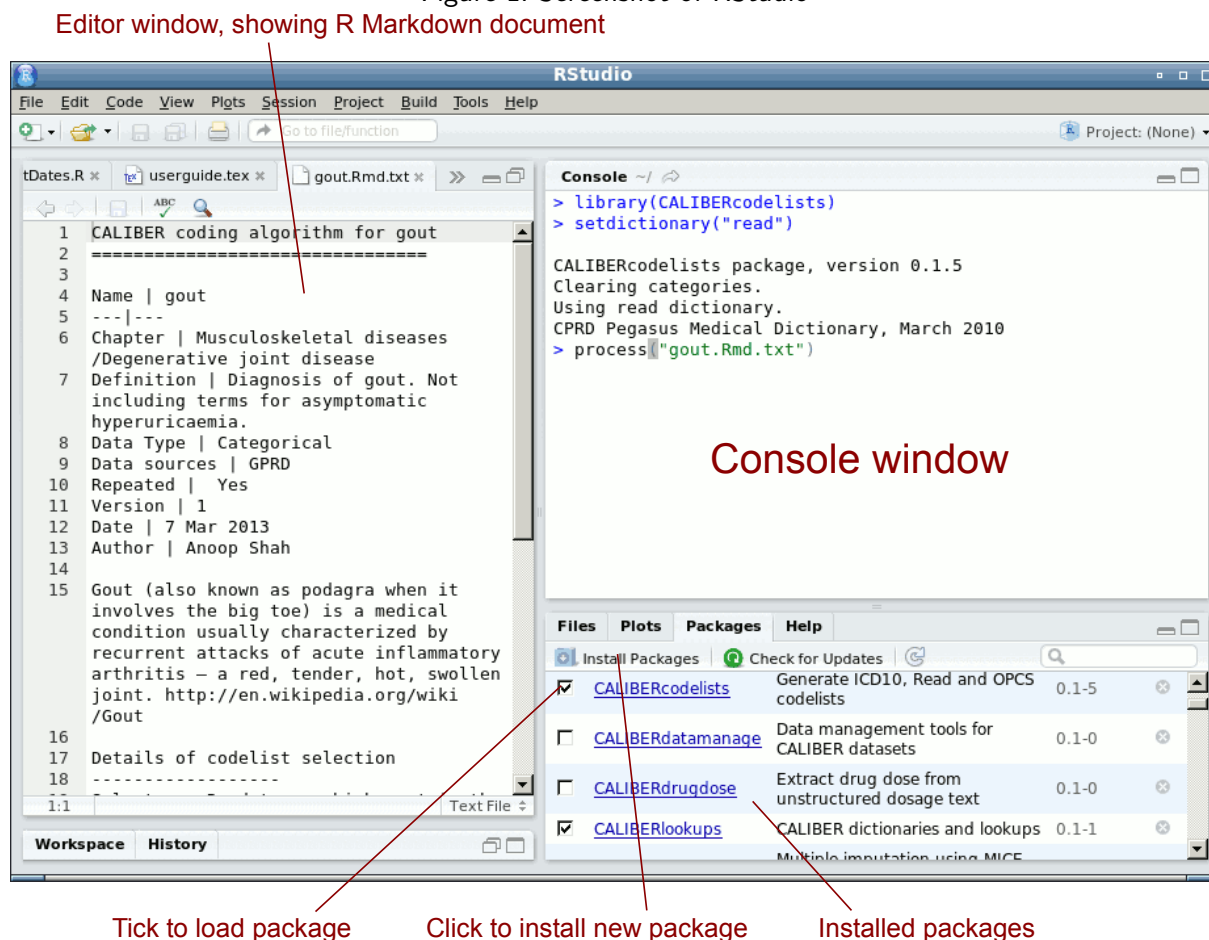 Figure 1: Screenshot of RStudio
Editor window, showing R Markdown document
RStudio
File Edit Code View Plots Session Project Build Tools Help
Go to file/function
Project: (None)
tDates.R userguide.tex gout.Rmd.txt
ABC
1 CALIBER coding algorithm for gout
2 ================================
3
4 Name | gout
5 ---|---
6 Chapter | Musculoskeletal diseases
/Degenerative joint disease
7 Definition | Diagnosis of gout. Not
including terms for asymptomatic
hyperuricaemia.
8 Data Type | Categorical
9 Data sources | GPRD
10 Repeated |  Yes
11 Version | 1
12 Date | 7 Mar 2013
13 Author | Anoop Shah
14
15 Gout (also known as podagra when it
involves the big toe) is a medical
condition usually characterized by
recurrent attacks of acute inflammatory
arthritis — a red, tender, hot, swollen
joint. http://en.wikipedia.org/wiki
/Gout
16
17 Details of codelist selection
18 ------------------
1:1 Text File
Workspace History
Console ~/
> library(CALIBERcodelists)
> setdictionary("read")
CALIBERcodelists package, version 0.1.5
Clearing categories.
Using read dictionary.
CPRD Pegasus Medical Dictionary, March 2010
> process("gout.Rmd.txt")
Console window
Files Plots Packages Help
Install Packages Check for Updates
CALIBERcodelists Generate ICD10, Read and OPCS 0.1-5
codelists
CALIBERdatamanage Data management tools for 0.1-0
CALIBER datasets
CALIBERdrugdose Extract drug dose from 0.1-0
unstructured dosage text
CALIBERlookups CALIBER dictionaries and lookups 0.1-1
Multiple imputation using MICE
Tick to load package Click to install new package Installed packages